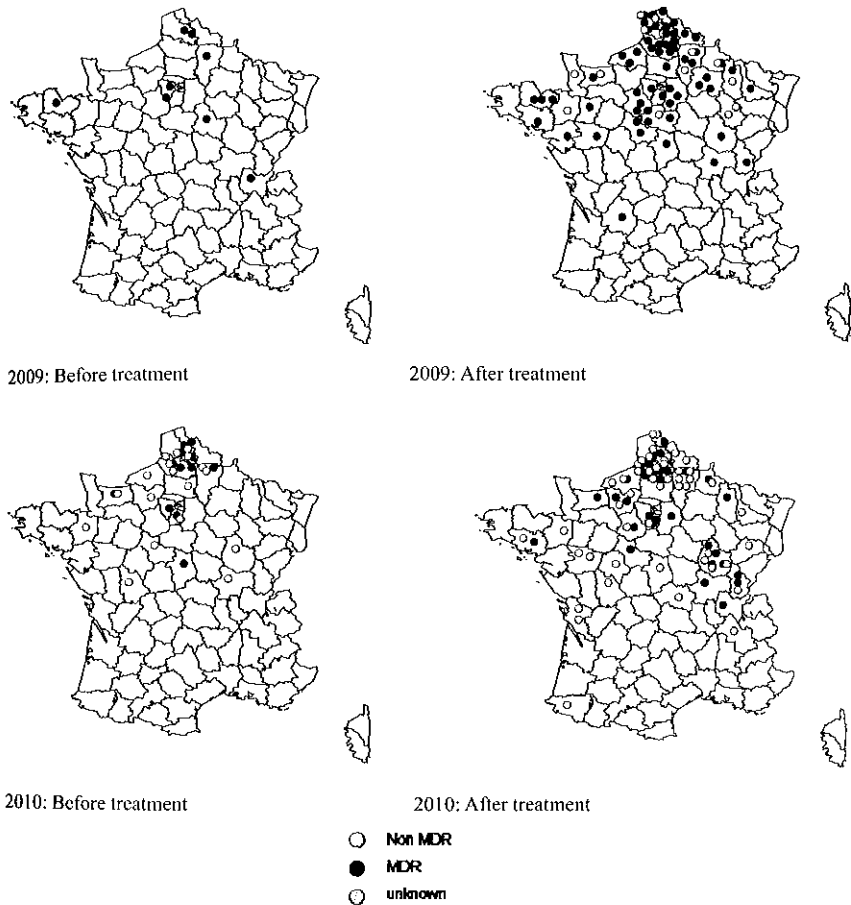 2009: Before treatment
2009: After treatment
2010: Before treatment
2010: After treatment
Non MDR
MDR
unknown